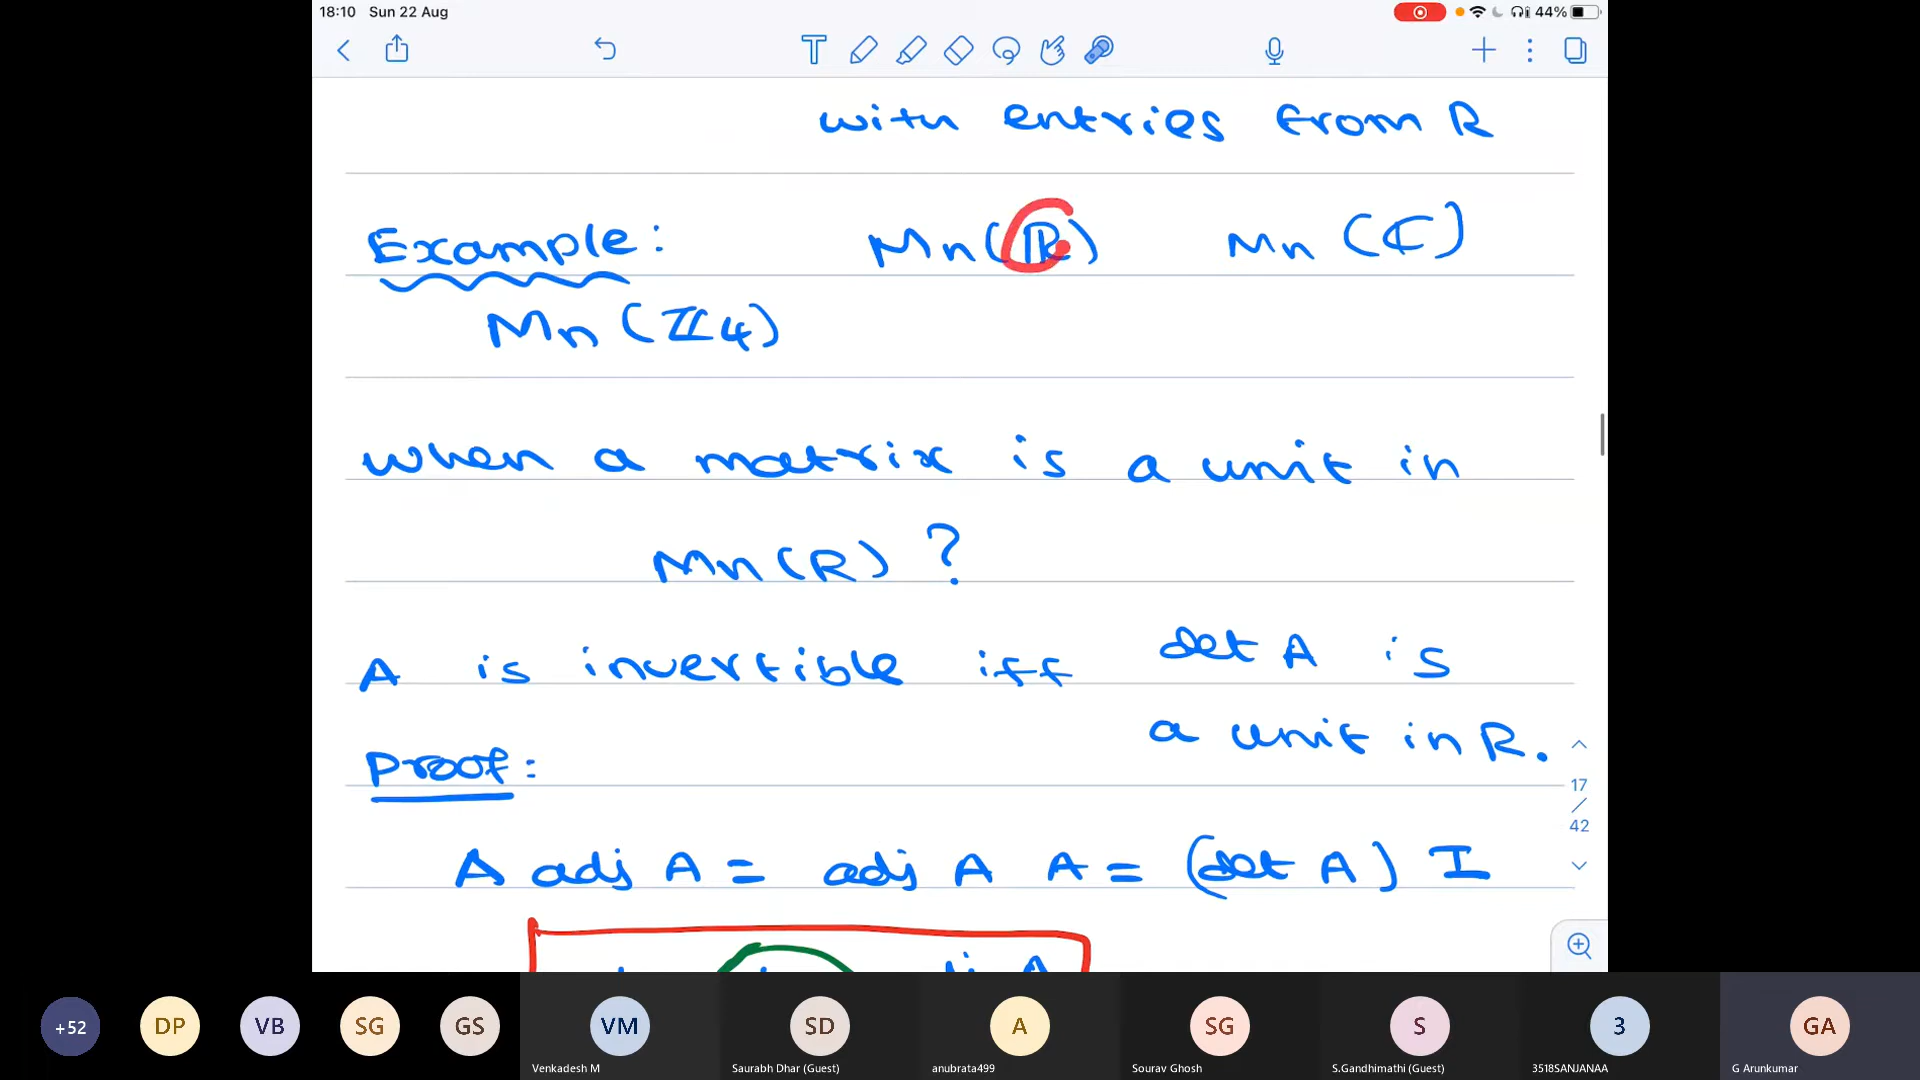 18:10 Sun 22 Aug
44%
with entries from R
Example: Mn(ℝ) Mn (ℂ)
Mn (ℤ4)
when a matrix is a unit in
Mn(R) ?
A is invertible iff det A is
a unit in R.
Proof:
17
/
42
A adj A = adj A A = (det A) I
+52
DP
VB
SG
GS
VM
SD
A
SG
S
3
GA
Venkadesh M
Saurabh Dhar (Guest)
anubrata499
Sourav Ghosh
S.Gandhimathi (Guest)
3518SANJANAA
G Arunkumar